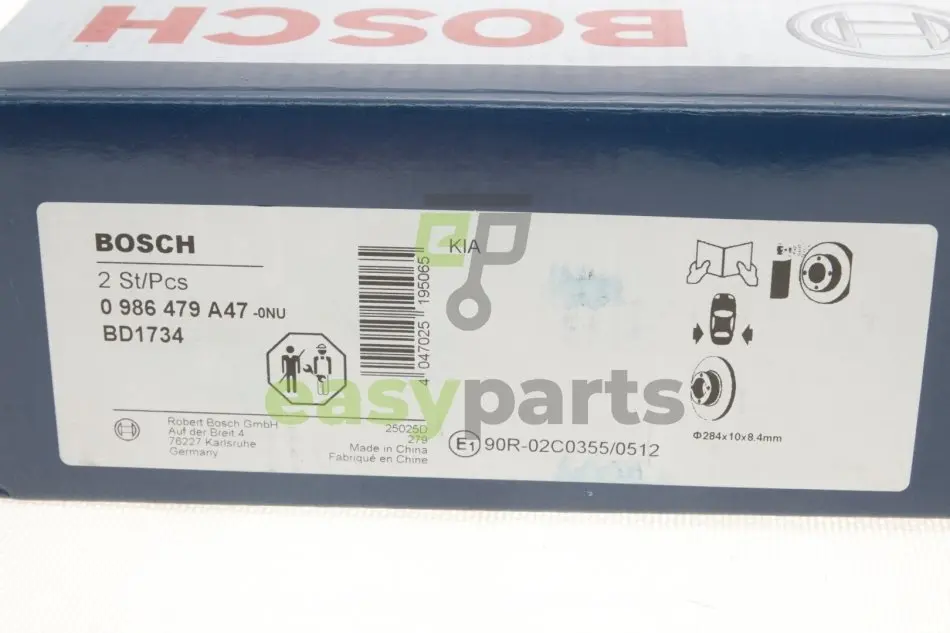 BOSCH
BOSCH
2 St/Pcs
0 986 479 A47 -0NU
BD1734
Robert Bosch GmbH
Auf der Breit 4
76227 Karlsruhe
Germany
25025D
279
Made in China
Fabriqué en Chine
4 047025 195065
KIA
E1 90R-02C0355/0512
Φ284x10x8.4mm
ep
easyparts